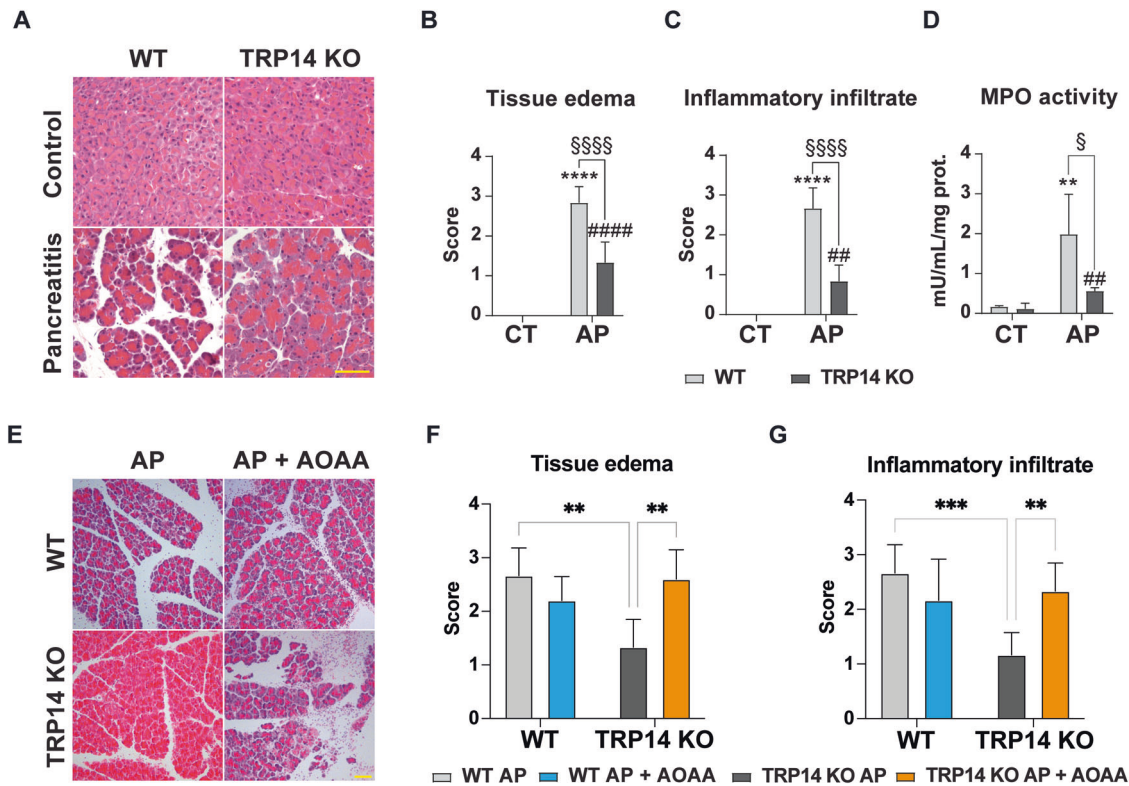 A
WT
TRP14 KO
Control
Pancreatitis
B
Tissue edema
Score
4
3
2
1
0
§§§§
****
####
CT
AP
C
Inflammatory infiltrate
Score
4
3
2
1
0
§§§§
****
##
CT
AP
D
MPO activity
mU/mL/mg prot.
4
3
2
1
0
§
**
##
CT
AP
WT
TRP14 KO
E
AP
AP + AOAA
WT
TRP14 KO
F
Tissue edema
Score
4
3
2
1
0
**
**
WT
TRP14 KO
G
Inflammatory infiltrate
Score
4
3
2
1
0
***
**
WT
TRP14 KO
WT AP
WT AP + AOAA
TRP14 KO AP
TRP14 KO AP + AOAA